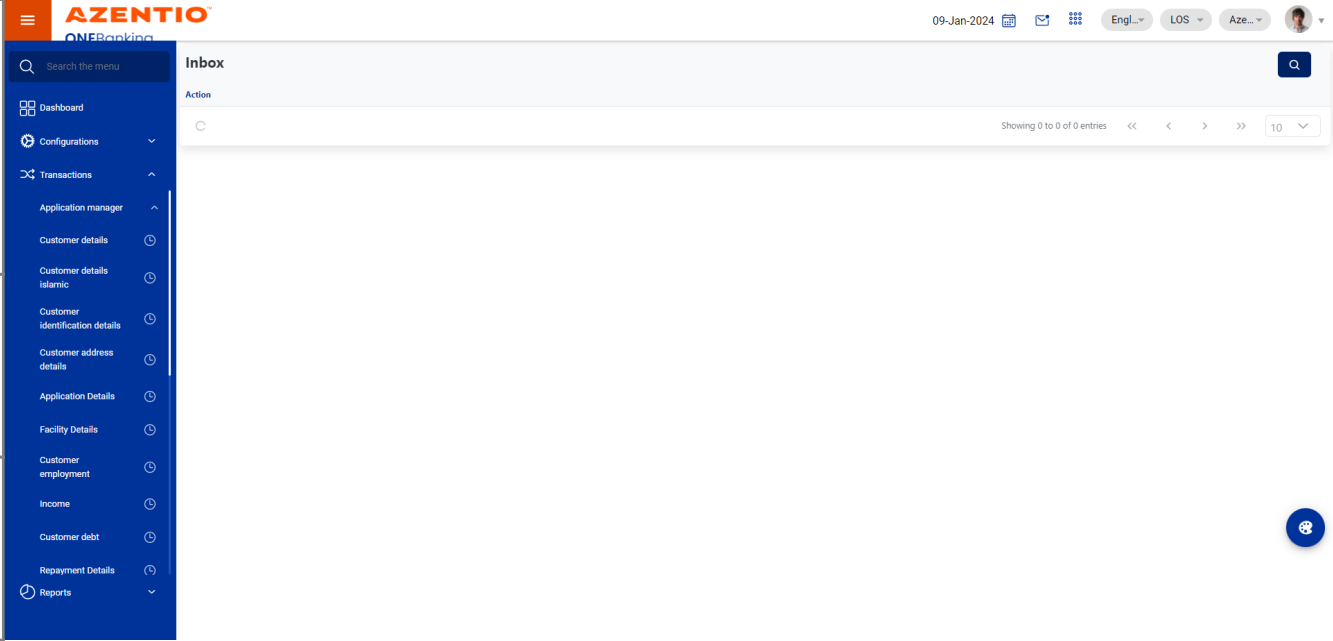 AZENTIO™
ONEBanking
09-Jan-2024
Engl...
LOS
Aze...
Search the menu
Dashboard
Configurations
Transactions
Application manager
Customer details
Customer details
islamic
Customer
identification details
Customer address
details
Application Details
Facility Details
Customer
employment
Income
Customer debt
Repayment Details
Reports
Inbox
Action
Showing 0 to 0 of 0 entries
10